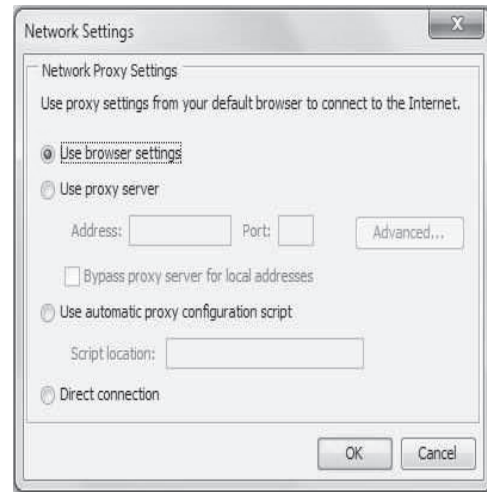 Network Settings
X
Network Proxy Settings
Use proxy settings from your default browser to connect to the Internet.
Use browser settings
Use proxy server
Address:
Port:
Advanced...
Bypass proxy server for local addresses
Use automatic proxy configuration script
Script location:
Direct connection
OK
Cancel